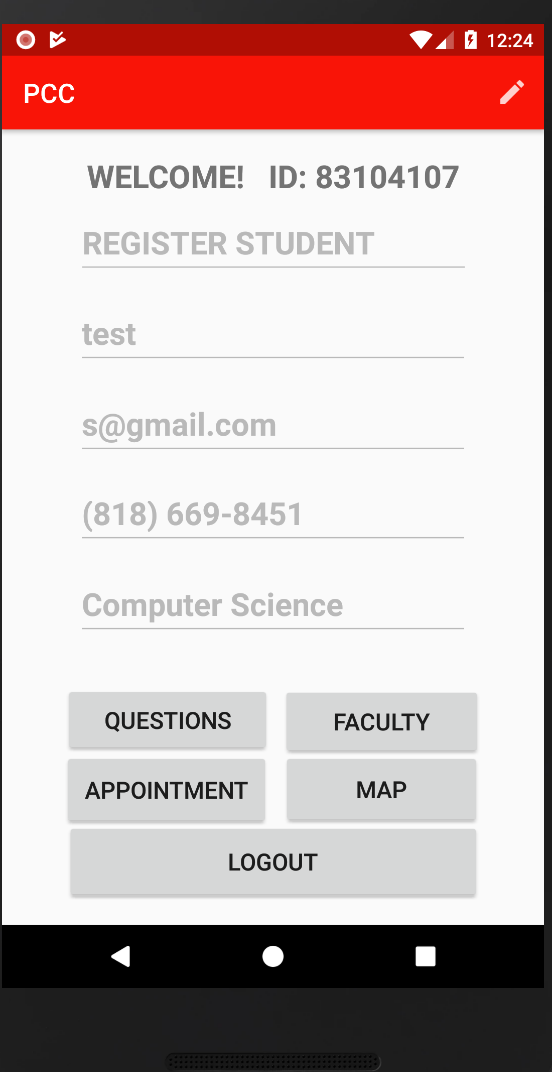 12:24
PCC
WELCOME! ID: 83104107
REGISTER STUDENT
test
s@gmail.com
(818) 669-8451
Computer Science
QUESTIONS FACULTY
APPOINTMENT MAP
LOGOUT